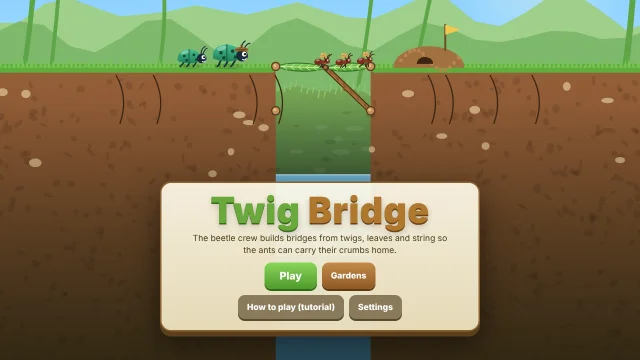 Twig Bridge
The beetle crew builds bridges from twigs, leaves and string so
the ants can carry their crumbs home.
Play
Gardens
How to play (tutorial)
Settings